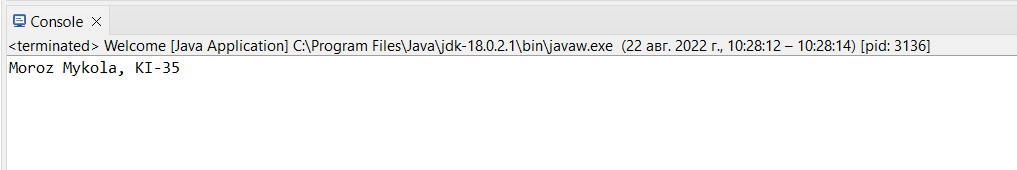 Console
<terminated> Welcome [Java Application] C:\Program Files\Java\jdk-18.0.2.1\bin\javaw.exe (22 авг. 2022 г., 10:28:12 – 10:28:14) [pid: 3136]
Moroz Mykola, KI-35